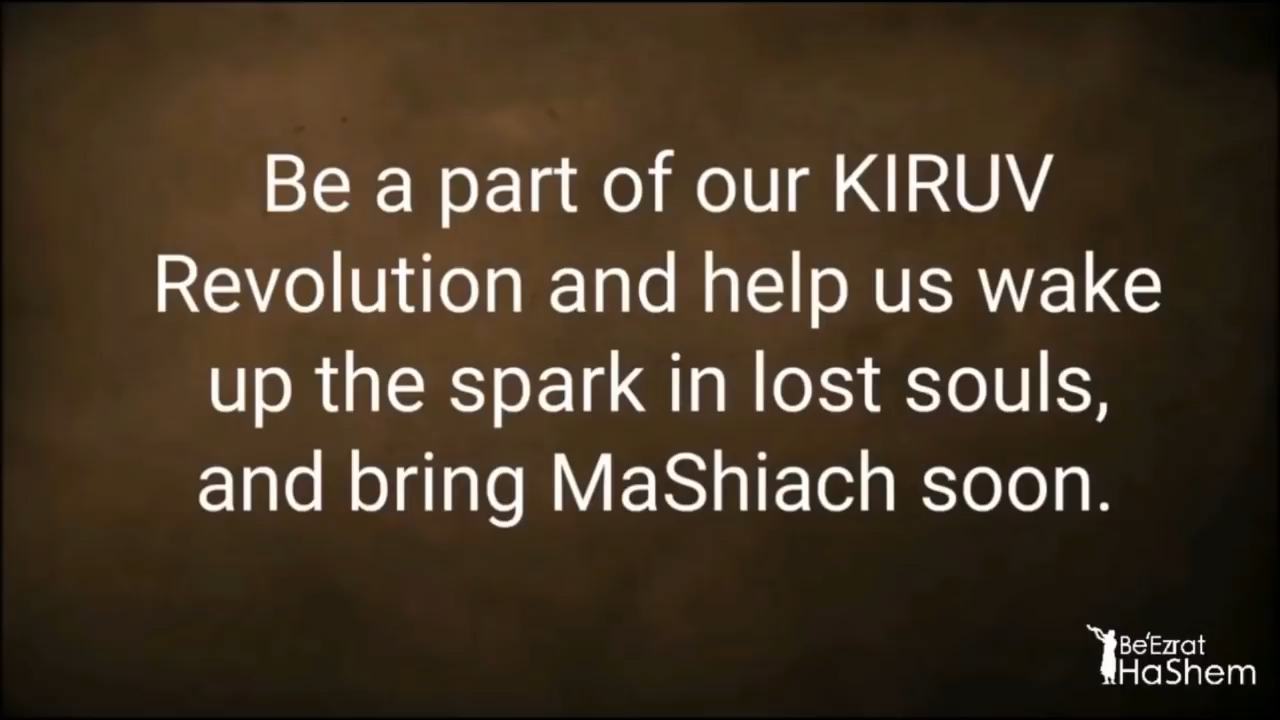 Be a part of our KIRUV
Revolution and help us wake
up the spark in lost souls,
and bring MaShiach soon.
Be'Ezrat
HaShem